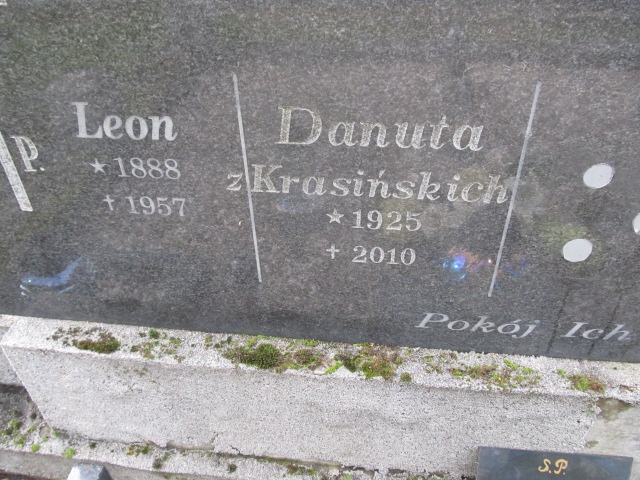 P.
Leon
*1888
†1957
Danuta
z Krasińskich
*1925
†2010
Pokój Ich
S.P.